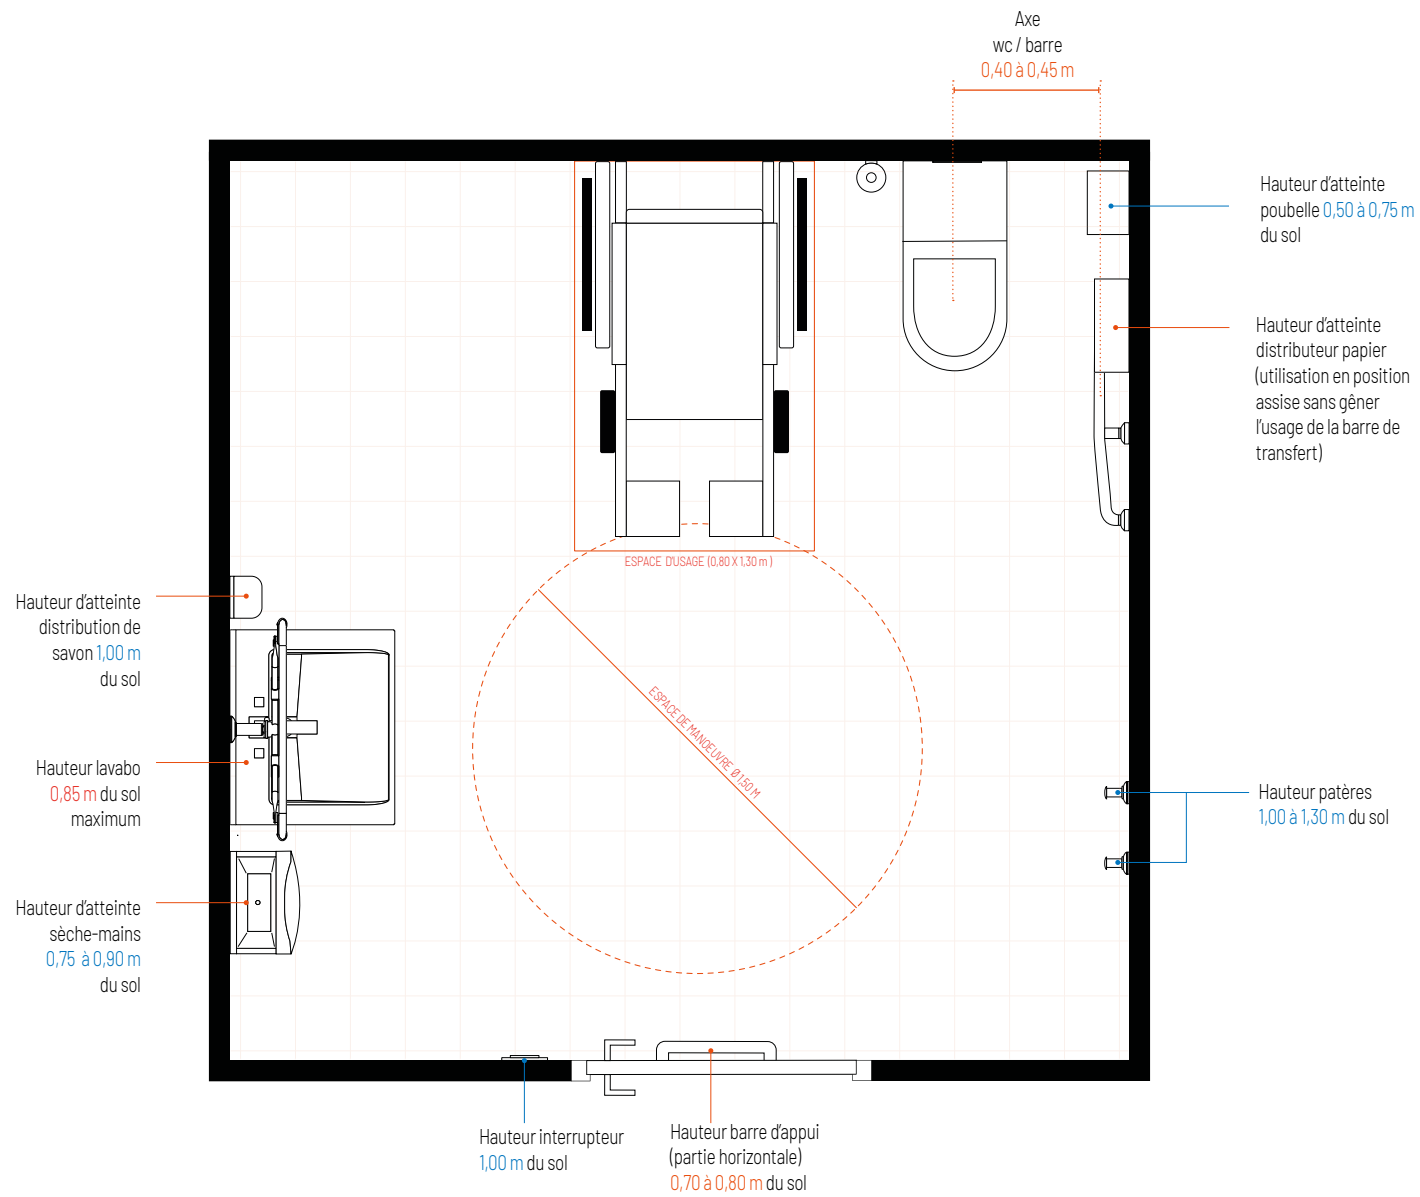 Axe
wc / barre
0,40 à 0,45 m
Hauteur d'atteinte
poubelle 0,50 à 0,75 m
du sol
Hauteur d'atteinte
distributeur papier
(utilisation en position
assise sans gêner
l'usage de la barre de
transfert)
ESPACE D'USAGE (0,80 X 1,30 m )
Hauteur d'atteinte
distribution de
savon 1,00 m
du sol
ESPACE DE MANOEUVRE Ø 1,50 M
Hauteur lavabo
0,85 m du sol
maximum
Hauteur patères
1,00 à 1,30 m du sol
Hauteur d'atteinte
sèche-mains
0,75 à 0,90 m
du sol
Hauteur interrupteur
1,00 m du sol
Hauteur barre d'appui
(partie horizontale)
0,70 à 0,80 m du sol